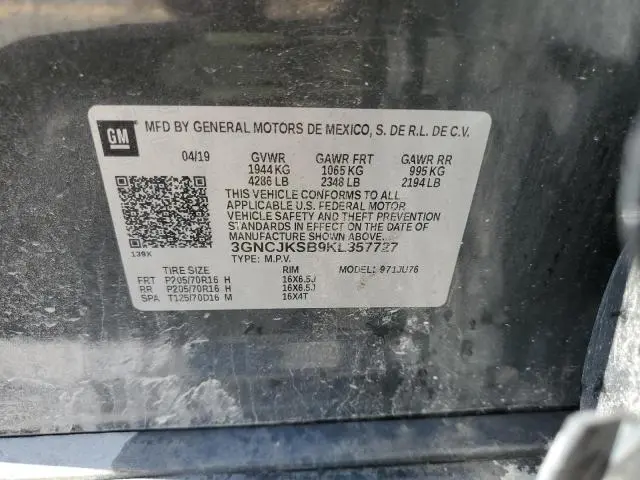 GM
MFD BY GENERAL MOTORS DE MEXICO, S. DE R.L. DE C.V.
04/19 GVWR GAWR FRT GAWR RR
1944 KG 1065 KG 995 KG
4286 LB 2348 LB 2194 LB
THIS VEHICLE CONFORMS TO ALL
APPLICABLE U.S. FEDERAL MOTOR
VEHICLE SAFETY AND THEFT PREVENTION
STANDARDS IN EFFECT ON THE DATE OF
MANUFACTURE SHOWN ABOVE.
3GNCJKSB9KL357727
139X TYPE: M.P.V.
TIRE SIZE RIM MODEL: 971JU76
FRT P205/70R16 H 16X6.5J
RR P205/70R16 H 16X6.5J
SPA T125/70D16 M 16X4T